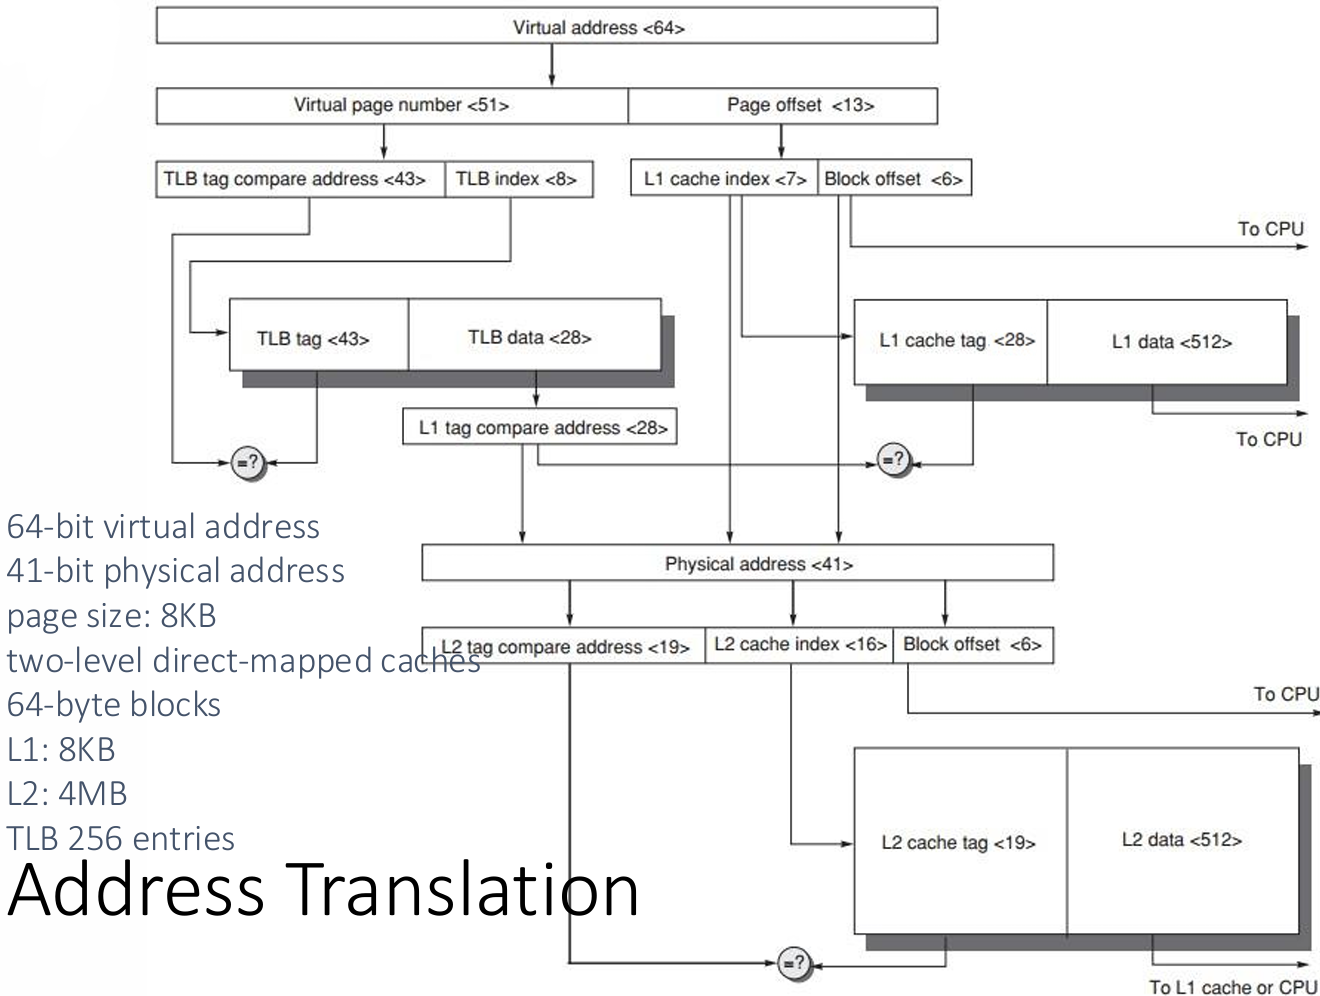 Virtual address <64>
Virtual page number <51>
Page offset <13>
TLB tag compare address <43>
TLB index <8>
L1 cache index <7>
Block offset <6>
To CPU
TLB tag <43>
TLB data <28>
L1 cache tag <28>
L1 data <512>
L1 tag compare address <28>
To CPU
=?
=?
64-bit virtual address
41-bit physical address
page size: 8KB
two-level direct-mapped caches
64-byte blocks
L1: 8KB
L2: 4MB
TLB 256 entries
Physical address <41>
L2 tag compare address <19>
L2 cache index <16>
Block offset <6>
To CPU
L2 cache tag <19>
L2 data <512>
Address Translation
=?
To L1 cache or CPU